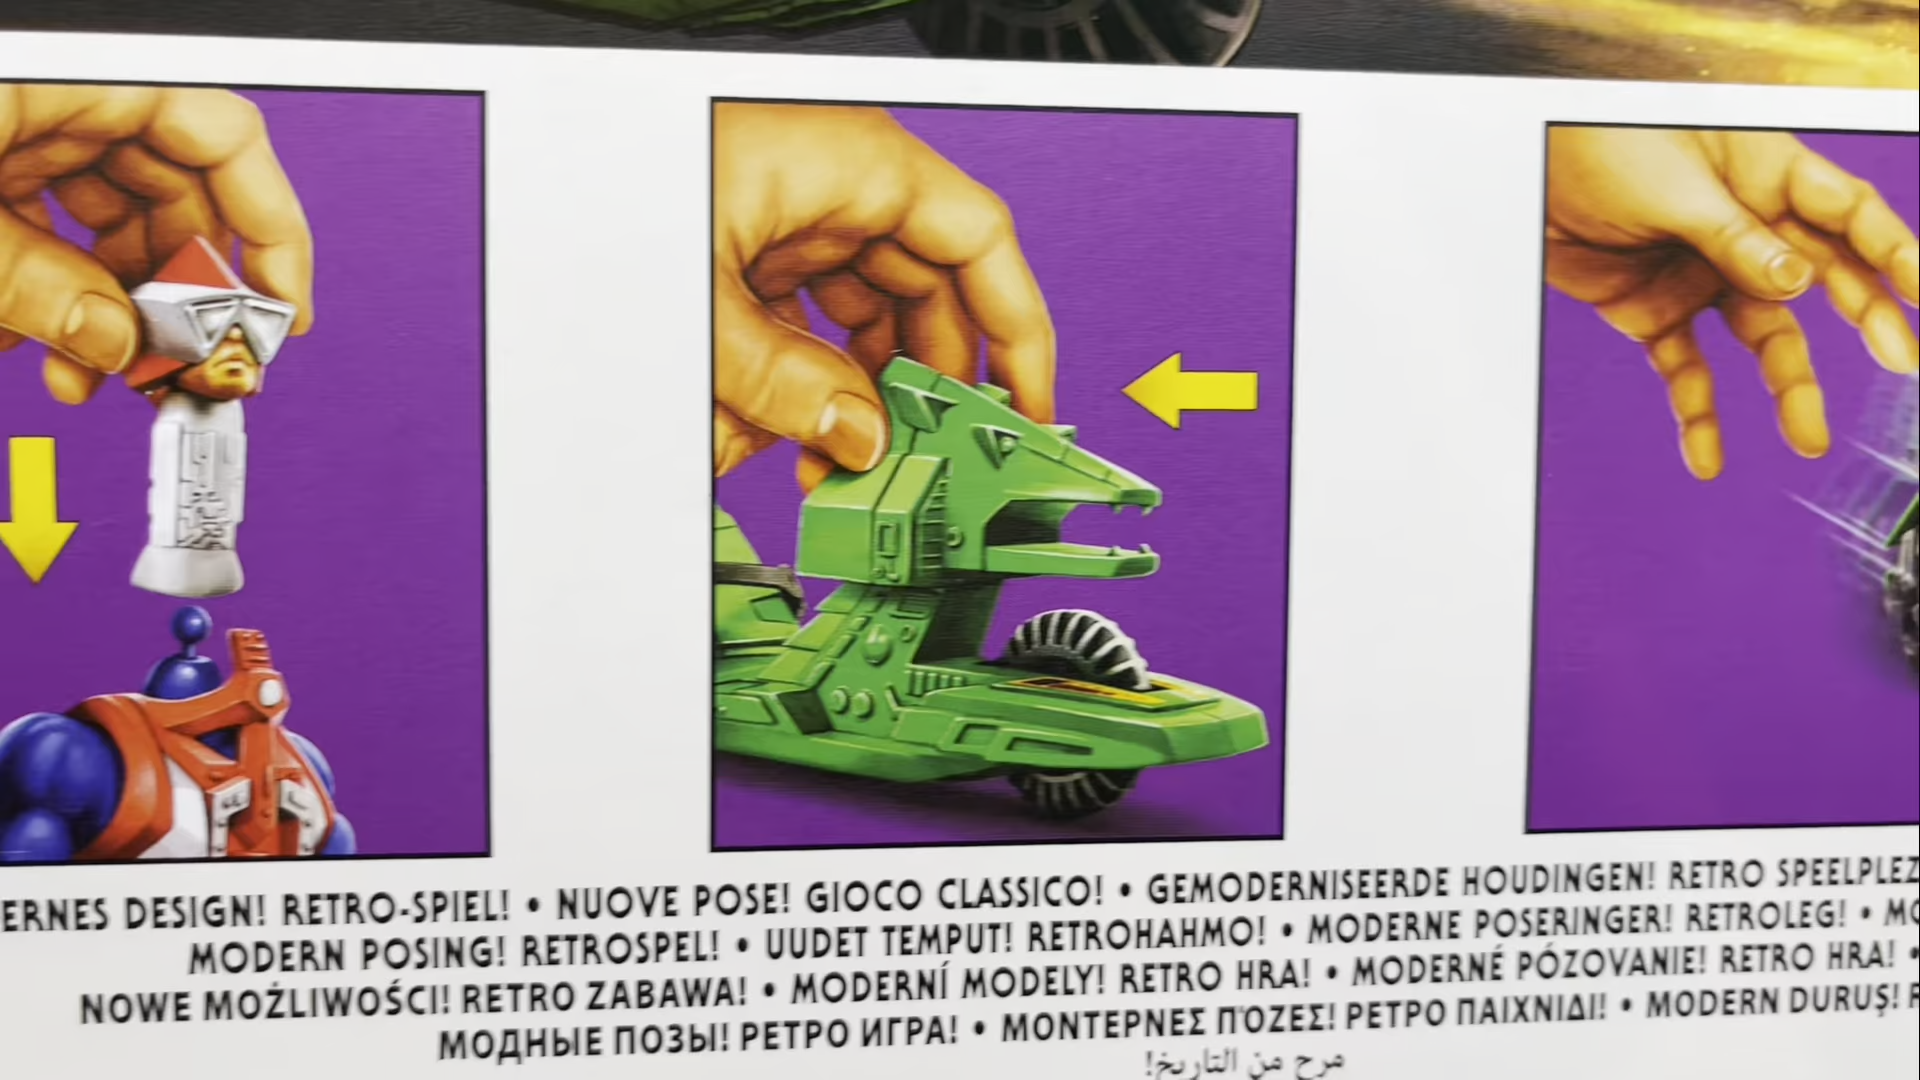 ERNES DESIGN! RETRO-SPIEL! • NUOVE POSE! GIOCO CLASSICO! • GEMODERNISEERDE HOUDINGEN! RETRO SPEELPLEZ
MODERN POSING! RETROSPEL! • UUDET TEMPUT! RETROHAHMO! • MODERNE POSERINGER! RETROLEG! • MO
NOWE MOŻLIWOŚCI! RETRO ZABAWA! • MODERNÍ MODELY! RETRO HRA! • MODERNÉ PÓZOVANIE! RETRO HRA! •
МОДНЫЕ ПОЗЫ! РЕТРО ИГРА! • ΜΟΝΤΕΡΝΕΣ ΠΌΖΕΣ! ΡΕΤΡΟ ΠΑΙΧΝΙΔΙ! • MODERN DURUŞ!
مرح من التاريخ!